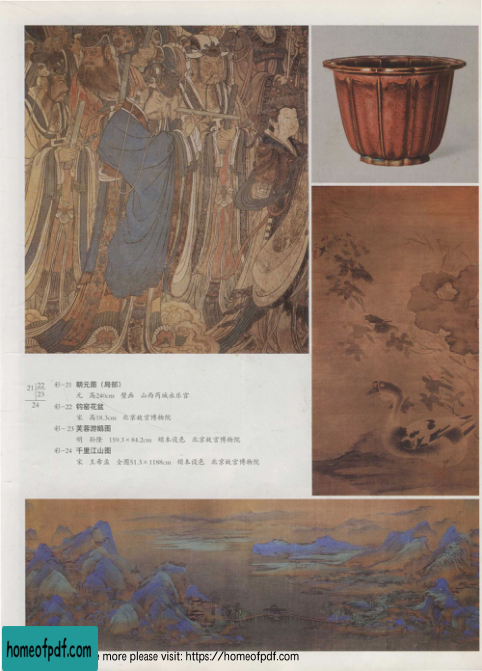 21 22
23
24
彩-21 朝元图（局部）
元 高240cm 壁画 山西芮城永乐宫
彩-22 钧窑花盆
宋 高18.3cm 北京故宫博物院
彩-23 芙蓉游鹅图
明 孙隆 159.3×84.2cm 绢本设色 北京故宫博物院
彩-24 千里江山图
宋 王希孟 全图51.5×1188cm 绢本设色 北京故宫博物院
homeofpdf.com
more please visit: https://homeofpdf.com